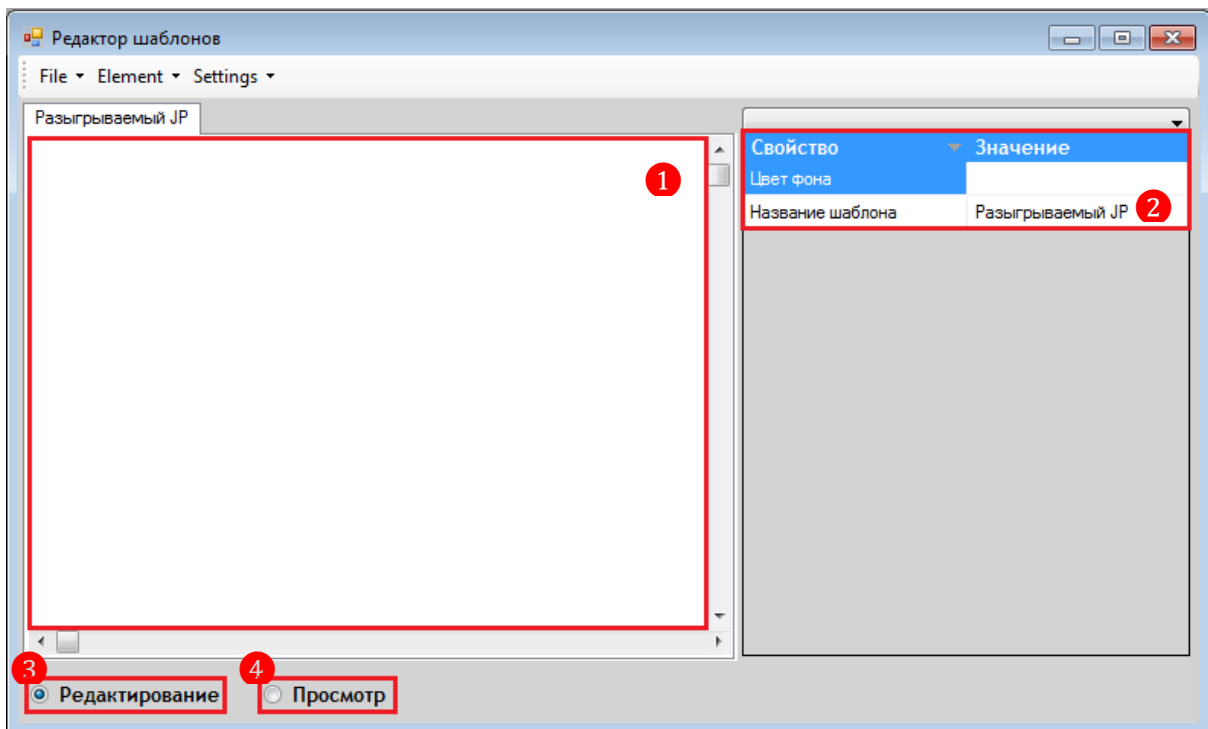 Редактор шаблонов
File Element Settings
Разыгрываемый JP
1
Свойство Значение
Цвет фона
Название шаблона Разыгрываемый JP
2
3
Редактирование
4
Просмотр